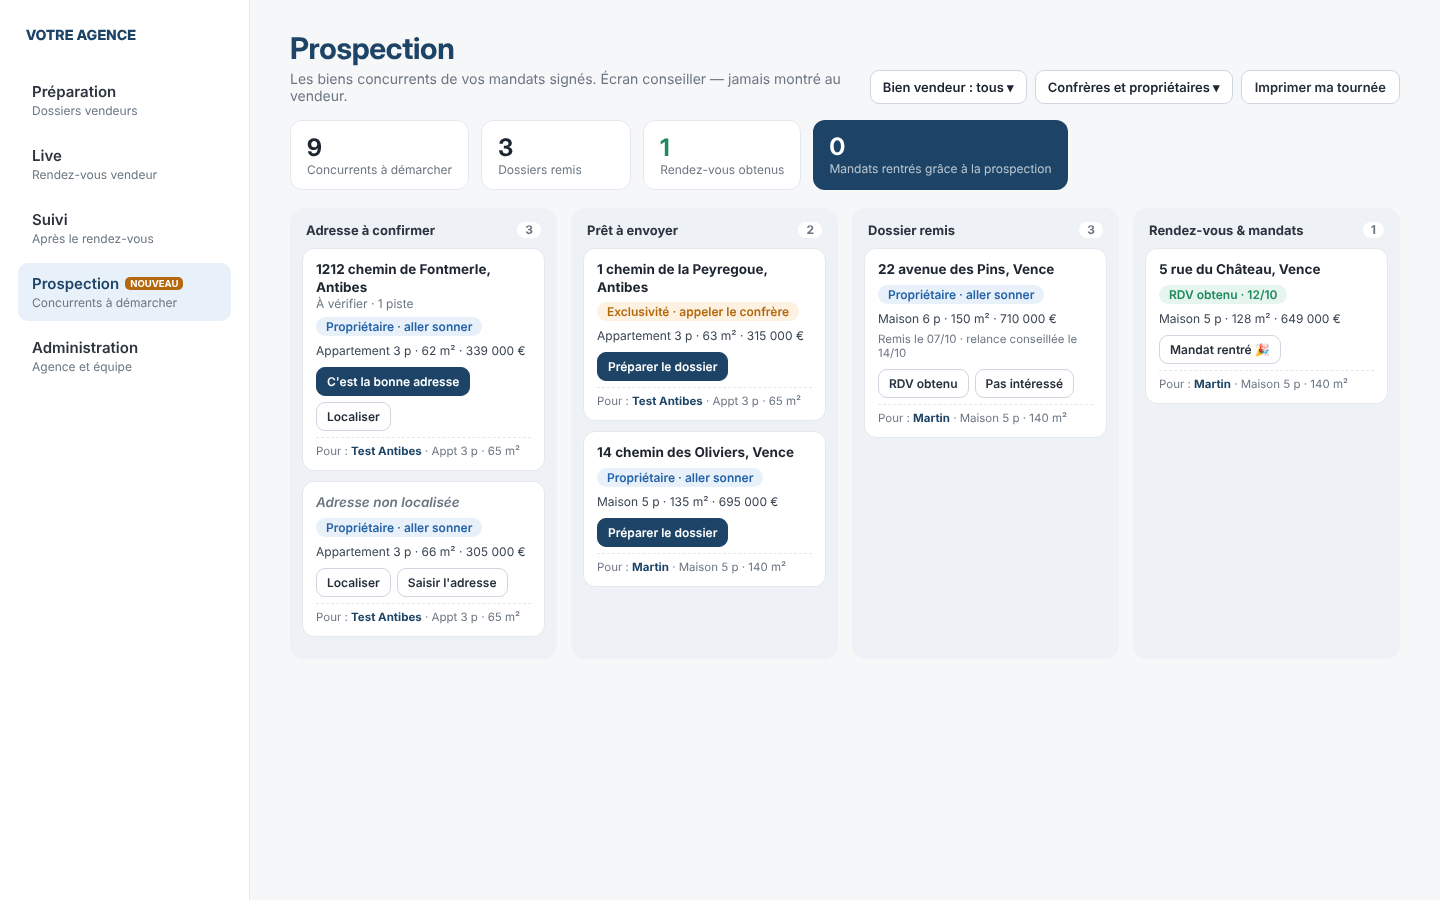 VOTRE AGENCE
Préparation
Dossiers vendeurs
Live
Rendez-vous vendeur
Suivi
Après le rendez-vous
Prospection NOUVEAU
Concurrents à démarcher
Administration
Agence et équipe
Prospection
Les biens concurrents de vos mandats signés. Écran conseiller — jamais montré au
vendeur.
Bien vendeur : tous ▾
Confrères et propriétaires ▾
Imprimer ma tournée
9
Concurrents à démarcher
3
Dossiers remis
1
Rendez-vous obtenus
0
Mandats rentrés grâce à la prospection
Adresse à confirmer 3
1212 chemin de Fontmerle,
Antibes
À vérifier · 1 piste
Propriétaire · aller sonner
Appartement 3 p · 62 m² · 339 000 €
C'est la bonne adresse
Localiser
Pour : Test Antibes · Appt 3 p · 65 m²
Adresse non localisée
Propriétaire · aller sonner
Appartement 3 p · 66 m² · 305 000 €
Localiser
Saisir l'adresse
Pour : Test Antibes · Appt 3 p · 65 m²
Prêt à envoyer 2
1 chemin de la Peyregoue,
Antibes
Exclusivité · appeler le confrère
Appartement 3 p · 63 m² · 315 000 €
Préparer le dossier
Pour : Test Antibes · Appt 3 p · 65 m²
14 chemin des Oliviers, Vence
Propriétaire · aller sonner
Maison 5 p · 135 m² · 695 000 €
Préparer le dossier
Pour : Martin · Maison 5 p · 140 m²
Dossier remis 3
22 avenue des Pins, Vence
Propriétaire · aller sonner
Maison 6 p · 150 m² · 710 000 €
Remis le 07/10 · relance conseillée le
14/10
RDV obtenu
Pas intéressé
Pour : Martin · Maison 5 p · 140 m²
Rendez-vous & mandats 1
5 rue du Château, Vence
RDV obtenu · 12/10
Maison 5 p · 128 m² · 649 000 €
Mandat rentré 🎉
Pour : Martin · Maison 5 p · 140 m²